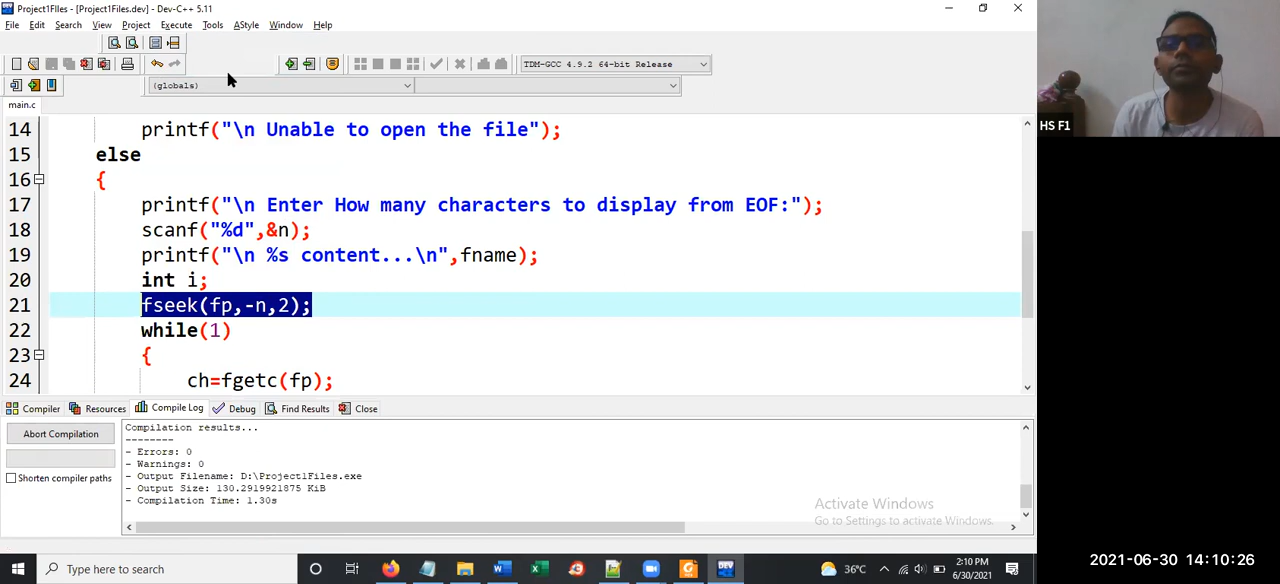 Project1FIles - [Project1Files.dev] - Dev-C++ 5.11
File Edit Search View Project Execute Tools AStyle Window Help
TDM-GCC 4.9.2 64-bit Release
(globals)
main.c
14 printf("\n Unable to open the file");
15 else
16 {
17 printf("\n Enter How many characters to display from EOF:");
18 scanf("%d",&n);
19 printf("\n %s content...\n",fname);
20 int i;
21 fseek(fp,-n,2);
22 while(1)
23 {
24 ch=fgetc(fp);
Compiler Resources Compile Log Debug Find Results Close
Abort Compilation
Shorten compiler paths
Compilation results...
--------
- Errors: 0
- Warnings: 0
- Output Filename: D:\Project1Files.exe
- Output Size: 130.2919921875 KiB
- Compilation Time: 1.30s
Activate Windows
Go to Settings to activate Windows.
Type here to search
DEV
36°C
2:10 PM
6/30/2021
HS F1
2021-06-30 14:10:26